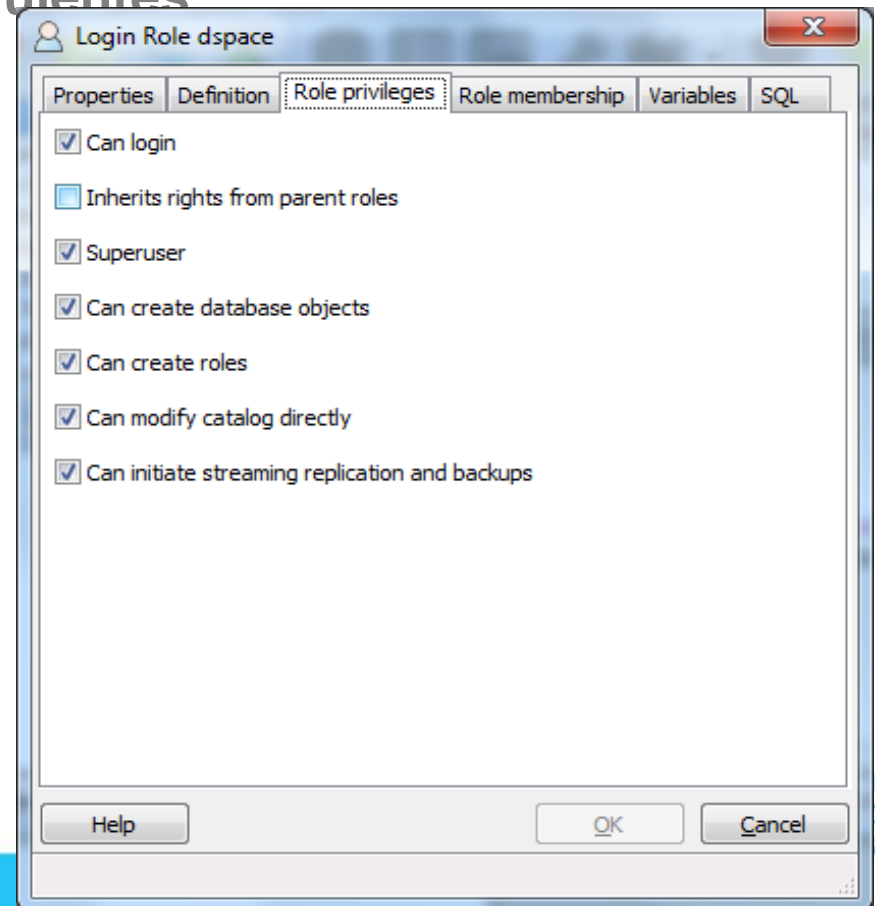 Login Role dspace
Properties Definition Role privileges Role membership Variables SQL
Can login
Inherits rights from parent roles
Superuser
Can create database objects
Can create roles
Can modify catalog directly
Can initiate streaming replication and backups
Help OK Cancel